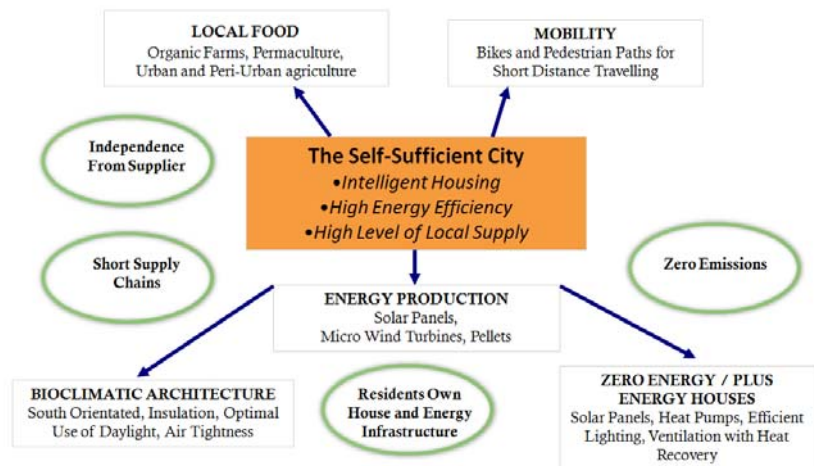 LOCAL FOOD
Organic Farms, Permaculture,
Urban and Peri-Urban agriculture
MOBILITY
Bikes and Pedestrian Paths for
Short Distance Travelling
Independence
From Supplier
The Self-Sufficient City
•Intelligent Housing
•High Energy Efficiency
•High Level of Local Supply
Short Supply
Chains
Zero Emissions
ENERGY PRODUCTION
Solar Panels,
Micro Wind Turbines, Pellets
BIOCLIMATIC ARCHITECTURE
South Orientated, Insulation, Optimal
Use of Daylight, Air Tightness
Residents Own
House and Energy
Infrastructure
ZERO ENERGY / PLUS
ENERGY HOUSES
Solar Panels, Heat Pumps, Efficient
Lighting, Ventilation with Heat
Recovery